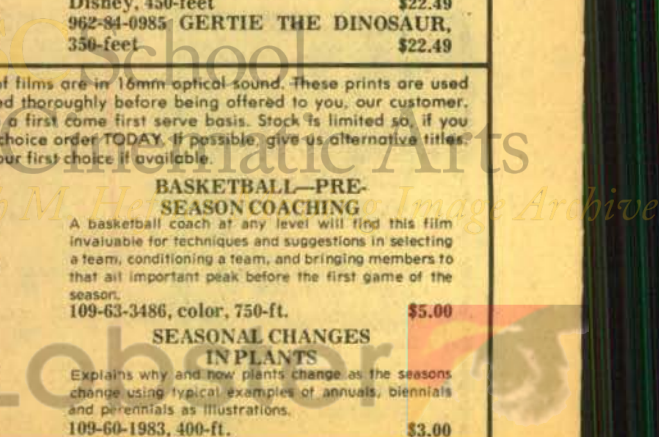 Disney, 450-feet $22.49
962-84-0985 GERTIE THE DINOSAUR,
350-feet $22.49
of films are in 16mm optical sound. These prints are used
ed thoroughly before being offered to you, our customer.
a first come first serve basis. Stock is limited so, if you
choice order TODAY. If possible, give us alternative titles.
our first choice if available.
BASKETBALL—PRE-
SEASON COACHING
A basketball coach at any level will find this film
invaluable for techniques and suggestions in selecting
a team, conditioning a team, and bringing members to
that all important peak before the first game of the
season.
109-63-3486, color, 750-ft. $5.00
SEASONAL CHANGES
IN PLANTS
Explains why and how plants change as the seasons
change using typical examples of annuals, biennials
and perennials as illustrations.
109-60-1983, 400-ft. $3.00
School
Cinematic Arts
M. Image Archive
Lobster